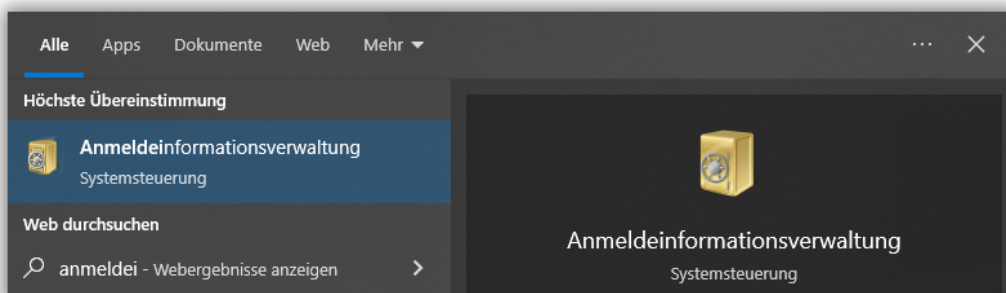 Alle Apps Dokumente Web Mehr
Höchste Übereinstimmung
Anmeldeinformationsverwaltung
Systemsteuerung
Web durchsuchen
anmeldei - Webergebnisse anzeigen
Anmeldeinformationsverwaltung
Systemsteuerung